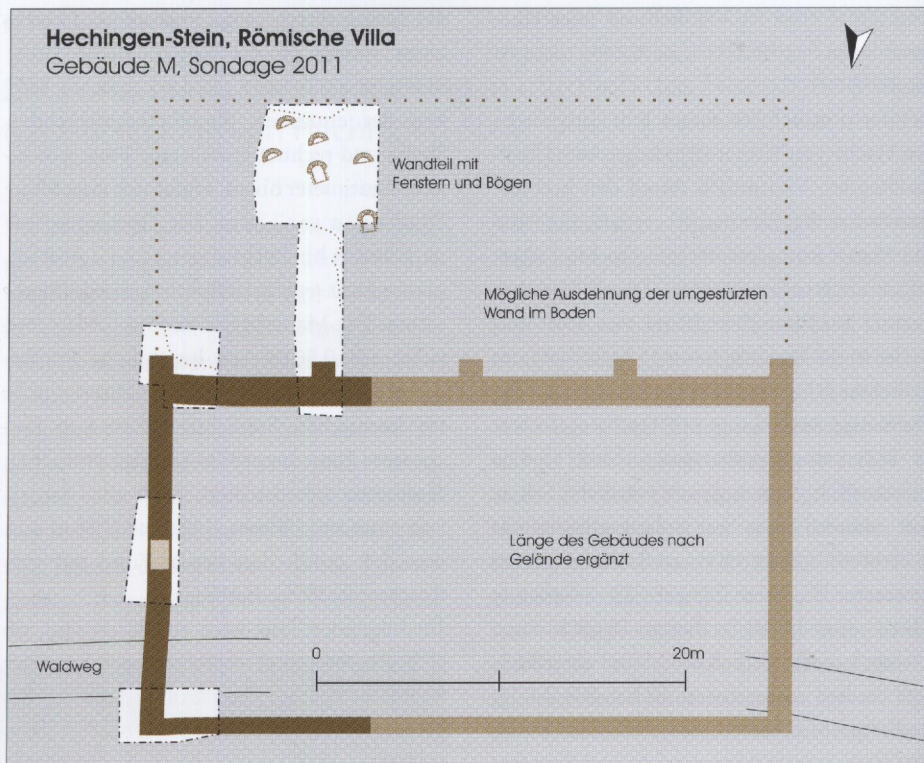 Hechingen-Stein, Römische Villa
Gebäude M, Sondage 2011
Wandteil mit
Fenstern und Bögen
Mögliche Ausdehnung der umgestürzten
Wand im Boden
Länge des Gebäudes nach
Gelände ergänzt
Waldweg
0
20m